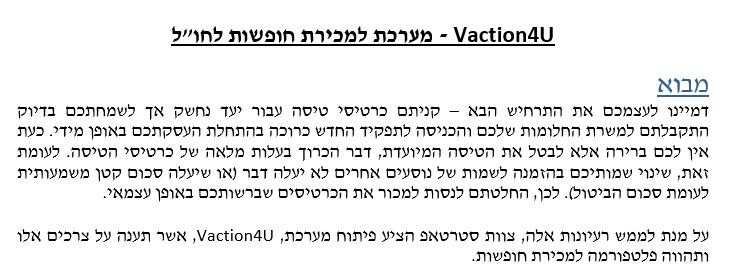 Vaction4U - מערכת למכירת חופשות לחו"ל
מבוא
דמיינו לעצמכם את התרחיש הבא – קניתם כרטיסי טיסה עבור יעד נחשק אך לשמחתכם בדיוק
התקבלתם למשרת החלומות שלכם והכניסה לתפקיד החדש כרוכה בהתחלת העסקתכם באופן מידי. כעת
אין לכם ברירה אלא לבטל את הטיסה המיועדת, דבר הכרוך בעלות מלאה של כרטיסי הטיסה. לעומת
זאת, שינוי שמותיכם בהזמנה לשמות של נוסעים אחרים לא יעלה דבר (או שיעלה סכום קטן משמעותית
לעומת סכום הביטול). לכן, החלטתם לנסות למכור את הכרטיסים שברשותכם באופן עצמאי.
על מנת לממש רעיונות אלה, צוות סטרטאפ הציע פיתוח מערכת, Vaction4U, אשר תענה על צרכים אלו
ותהווה פלטפורמה למכירת חופשות.